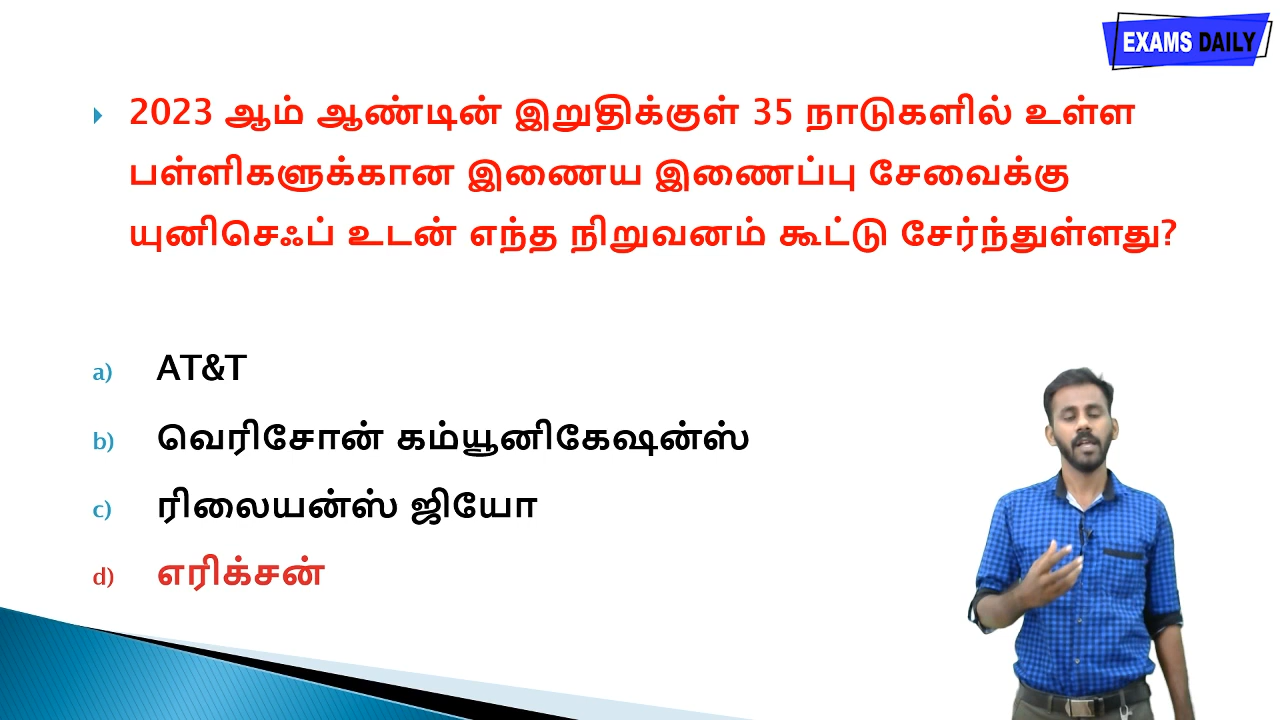 EXAMS DAILY
2023 ஆம் ஆண்டின் இறுதிக்குள் 35 நாடுகளில் உள்ள
பள்ளிகளுக்கான இணைய இணைப்பு சேவைக்கு
யுனிசெஃப் உடன் எந்த நிறுவனம் கூட்டு சேர்ந்துள்ளது?
a) AT&T
b) வெரிசோன் கம்யூனிகேஷன்ஸ்
c) ரிலையன்ஸ் ஜியோ
d) எரிக்சன்